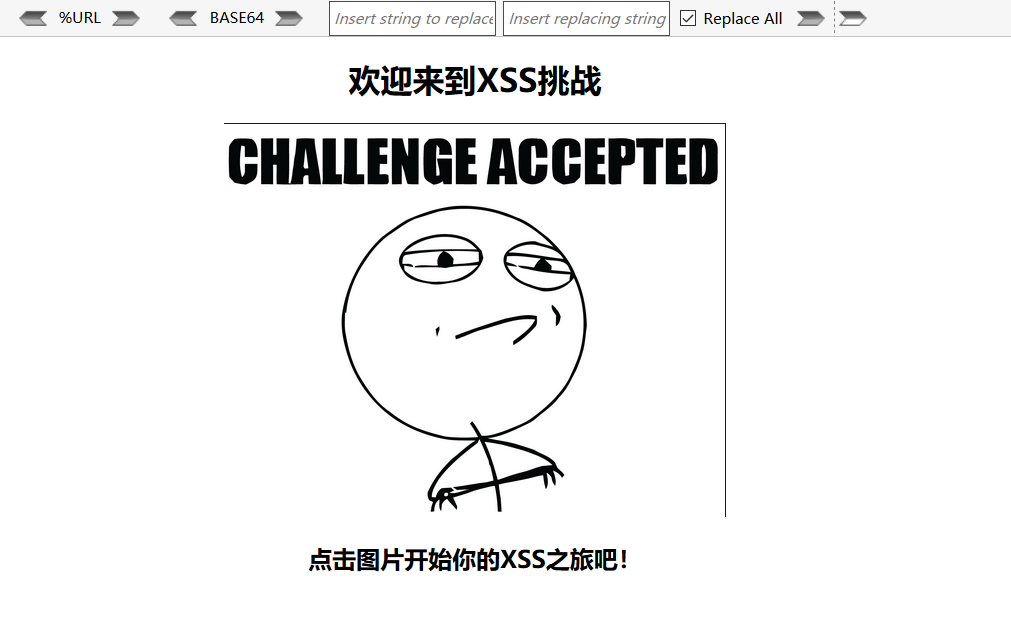 %URL BASE64 Insert string to replace Insert replacing string Replace All
欢迎来到XSS挑战
CHALLENGE ACCEPTED
点击图片开始你的XSS之旅吧!